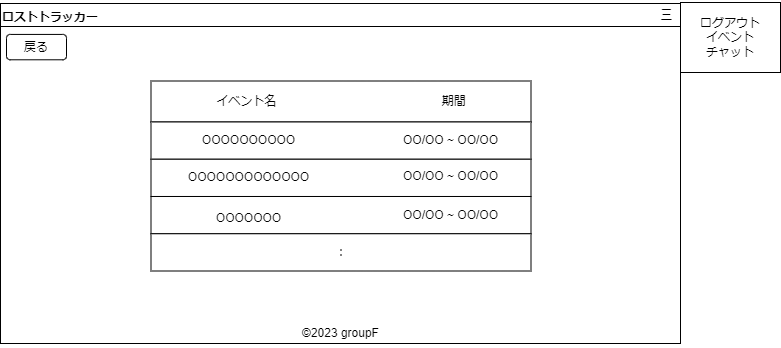 ロストトラッカー 三
ログアウト
イベント
チャット
戻る
イベント名 期間
OOOOOOOOOO OO/OO ~ OO/OO
OOOOOOOOOOOOO OO/OO ~ OO/OO
OOOOOOO OO/OO ~ OO/OO
:
©2023 groupF